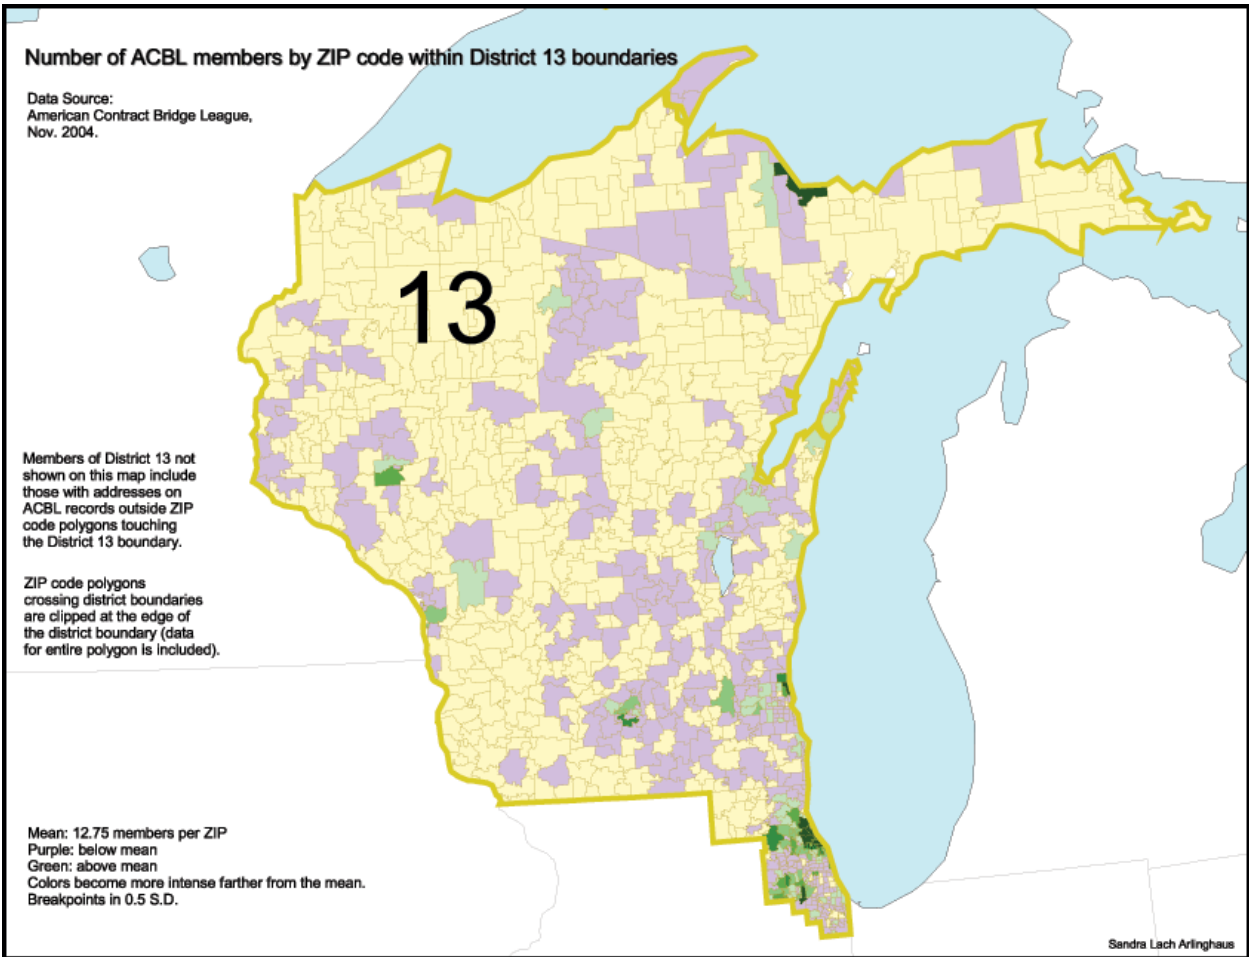 Number of ACBL members by ZIP code within District 13 boundaries
Data Source:
American Contract Bridge League,
Nov. 2004.
13
Members of District 13 not
shown on this map include
those with addresses on
ACBL records outside ZIP
code polygons touching
the District 13 boundary.
ZIP code polygons
crossing district boundaries
are clipped at the edge of
the district boundary (data
for entire polygon is included).
Mean: 12.75 members per ZIP
Purple: below mean
Green: above mean
Colors become more intense farther from the mean.
Breakpoints in 0.5 S.D.
Sandra Lach Arlinghaus